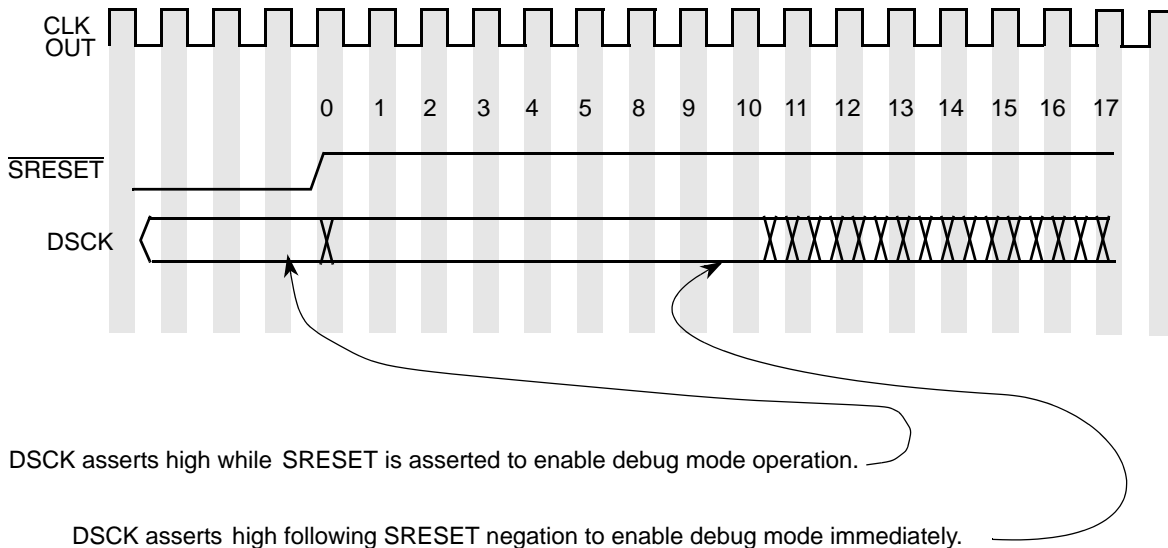 CLK
OUT
0 1 2 3 4 5 8 9 10 11 12 13 14 15 16 17
SRESET
DSCK
DSCK asserts high while SRESET is asserted to enable debug mode operation.
DSCK asserts high following SRESET negation to enable debug mode immediately.